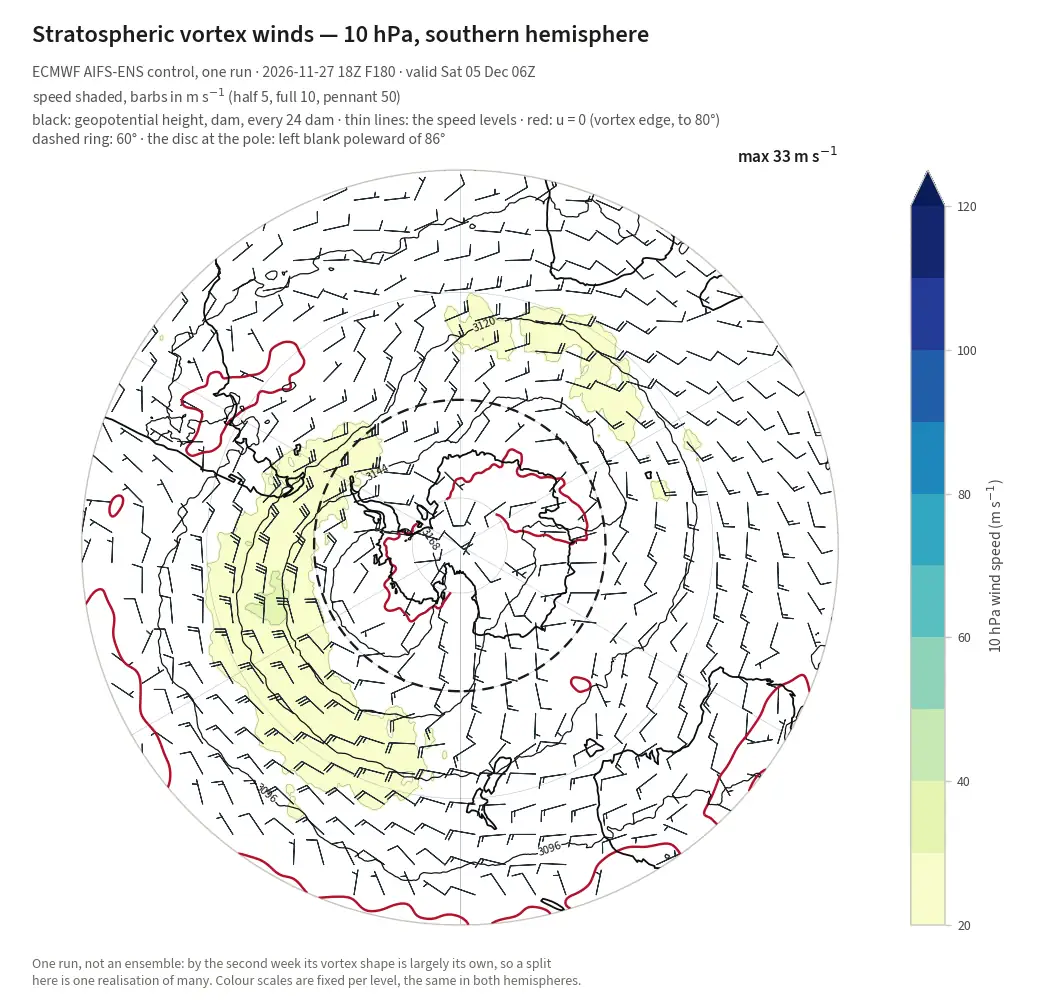 Stratospheric vortex winds — 10 hPa, southern hemisphere
ECMWF AIFS-ENS control, one run · 2026-11-27 18Z F180 · valid Sat 05 Dec 06Z
speed shaded, barbs in m s⁻¹ (half 5, full 10, pennant 50)
black: geopotential height, dam, every 24 dam · thin lines: the speed levels · red: u = 0 (vortex edge, to 80°)
dashed ring: 60° · the disc at the pole: left blank poleward of 86°
max 33 m s⁻¹
120
100
80
60
40
20
10 hPa wind speed (m s⁻¹)
3120
3144
3168
3096
3096
One run, not an ensemble: by the second week its vortex shape is largely its own, so a split
here is one realisation of many. Colour scales are fixed per level, the same in both hemispheres.